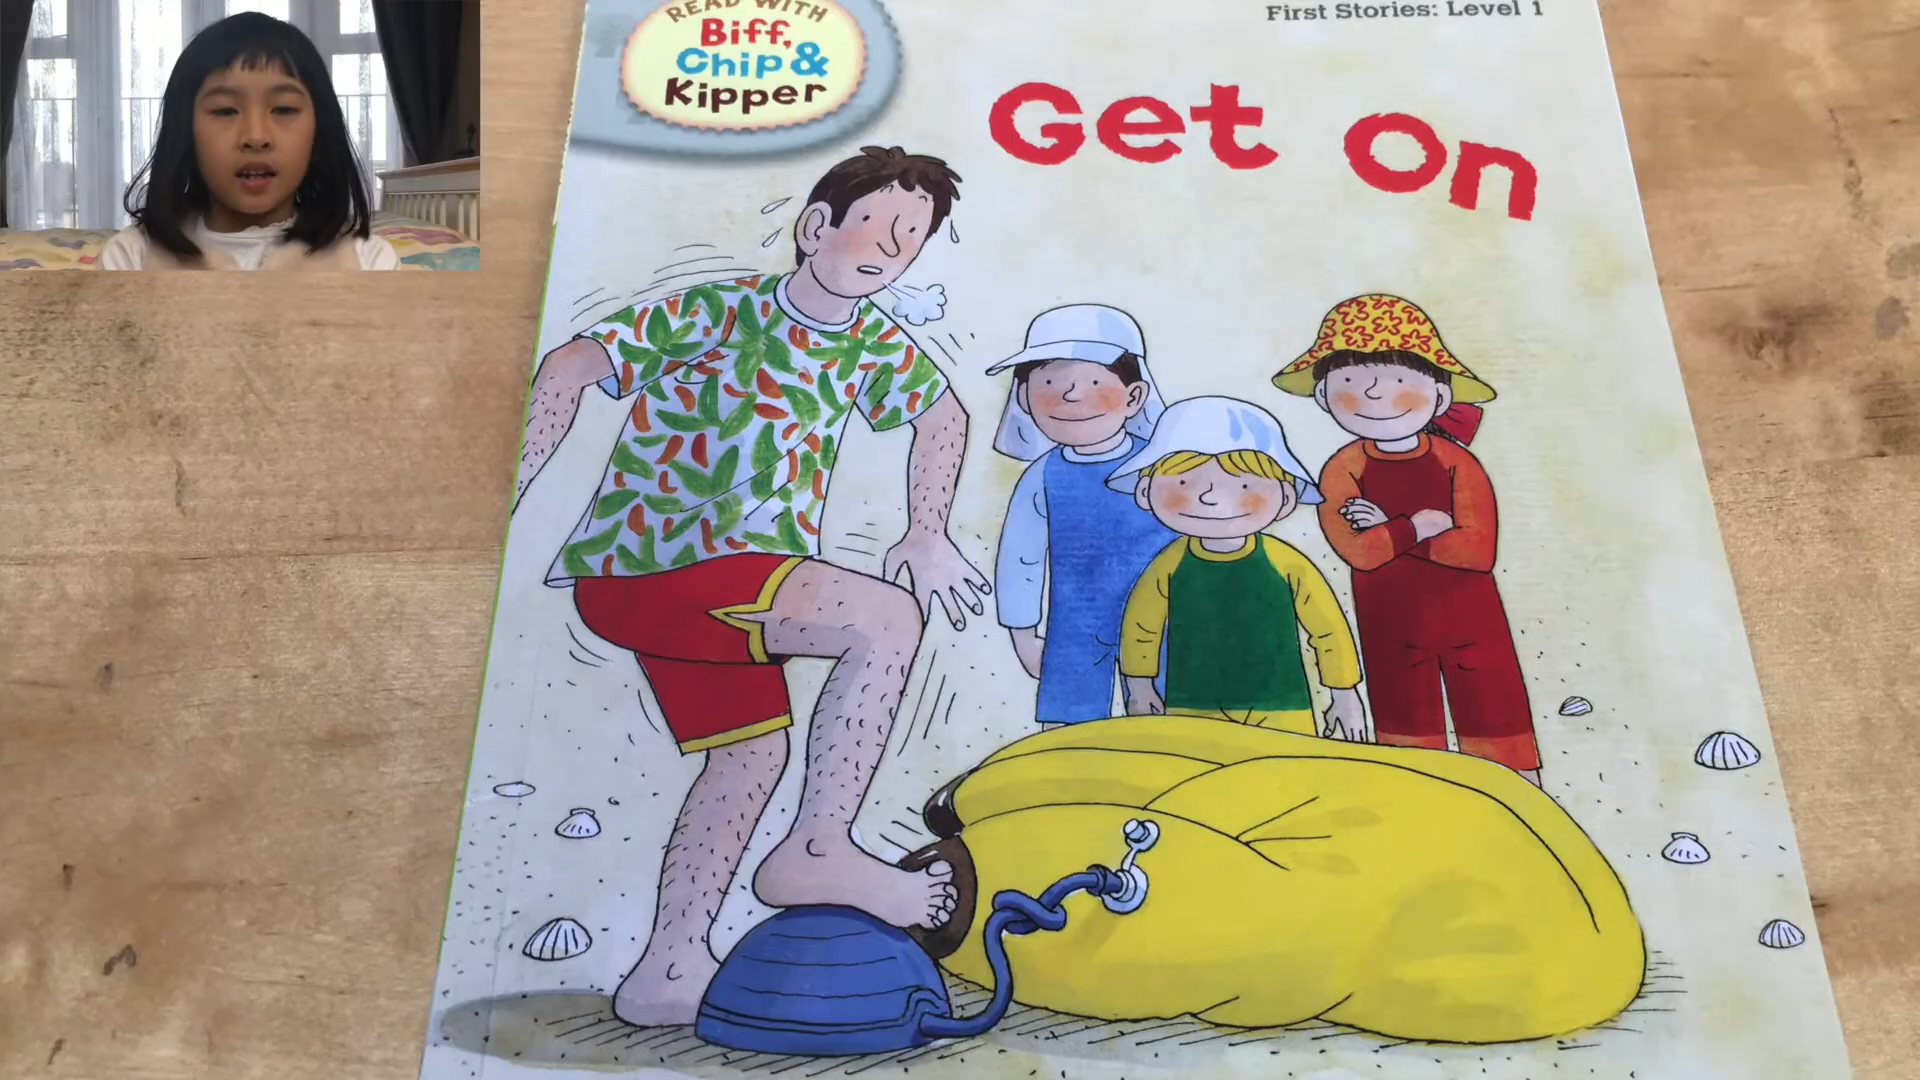 READ WITH
Biff,
Chip &
Kipper
First Stories: Level 1
Get On